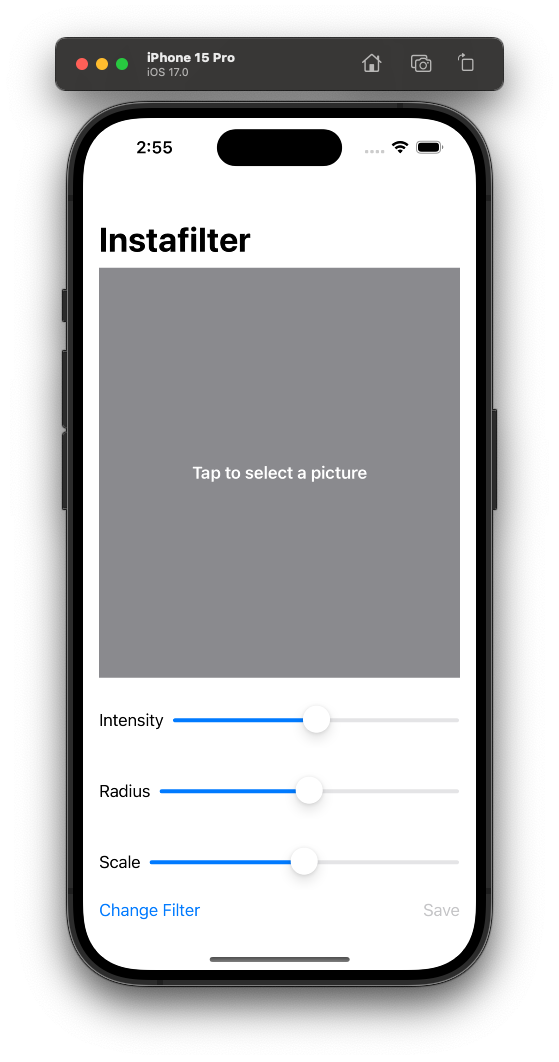 iPhone 15 Pro
iOS 17.0
2:55
Instafilter
Tap to select a picture
Intensity
Radius
Scale
Change Filter
Save